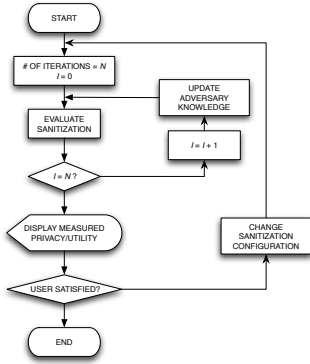 START
# OF ITERATIONS = N
I = 0
UPDATE
ADVERSARY
KNOWLEDGE
EVALUATE
SANITIZATION
I = I + 1
I = N ?
DISPLAY MEASURED
PRIVACY/UTILITY
CHANGE
SANITIZATION
CONFIGURATION
USER SATISFIED?
END